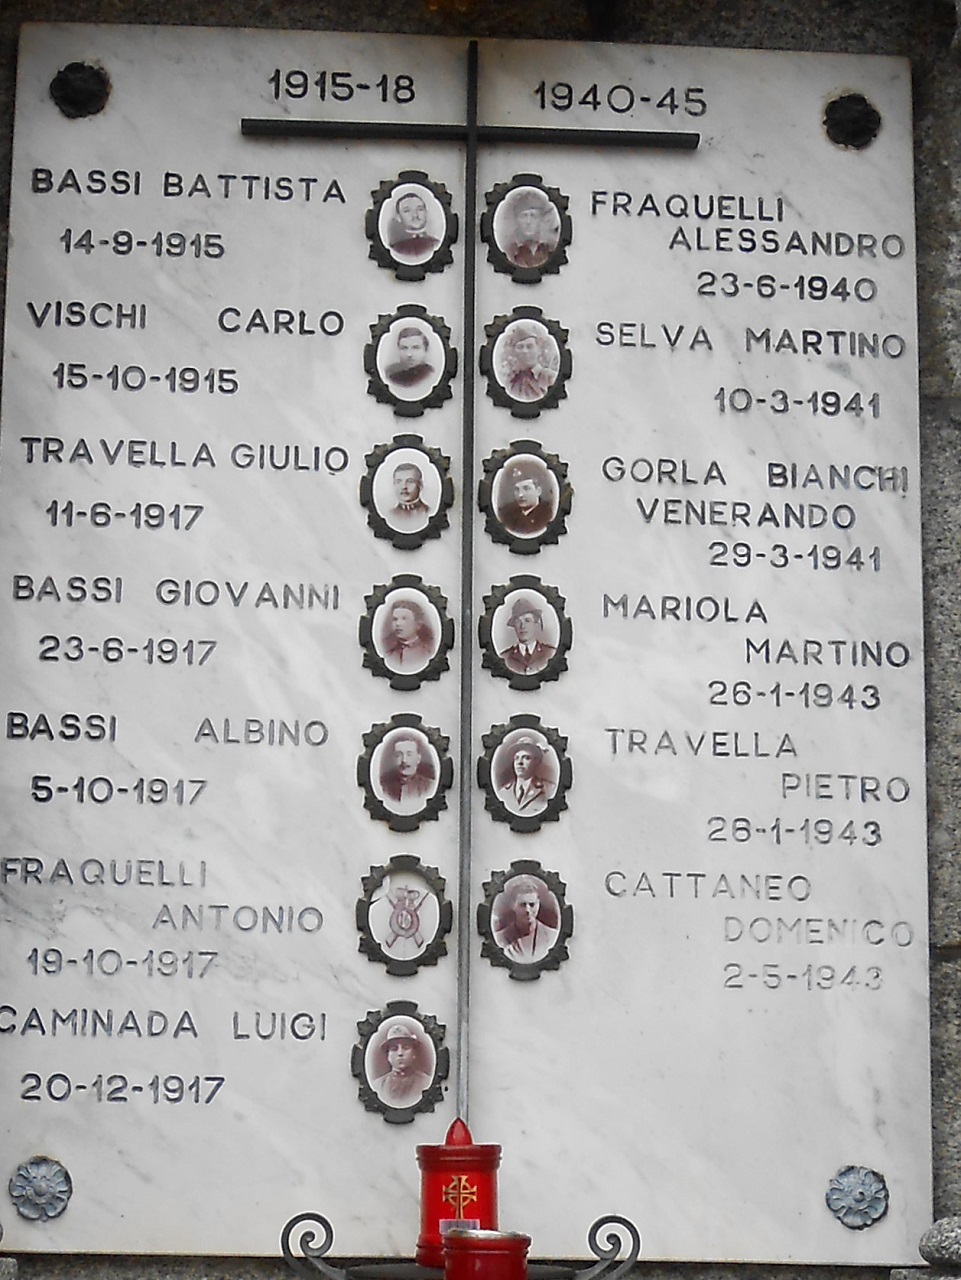 1915-18
BASSI BATTISTA
14-9-1915
VISCHI CARLO
15-10-1915
TRAVELLA GIULIO
11-6-1917
BASSI GIOVANNI
23-6-1917
BASSI ALBINO
5-10-1917
FRAQUELLI
ANTONIO
19-10-1917
CAMINADA LUIGI
20-12-1917
1940-45
FRAQUELLI
ALESSANDRO
23-6-1940
SELVA MARTINO
10-3-1941
GORLA BIANCHI
VENERANDO
29-3-1941
MARIOLA
MARTINO
26-1-1943
TRAVELLA
PIETRO
26-1-1943
CATTANEO
DOMENICO
2-5-1943